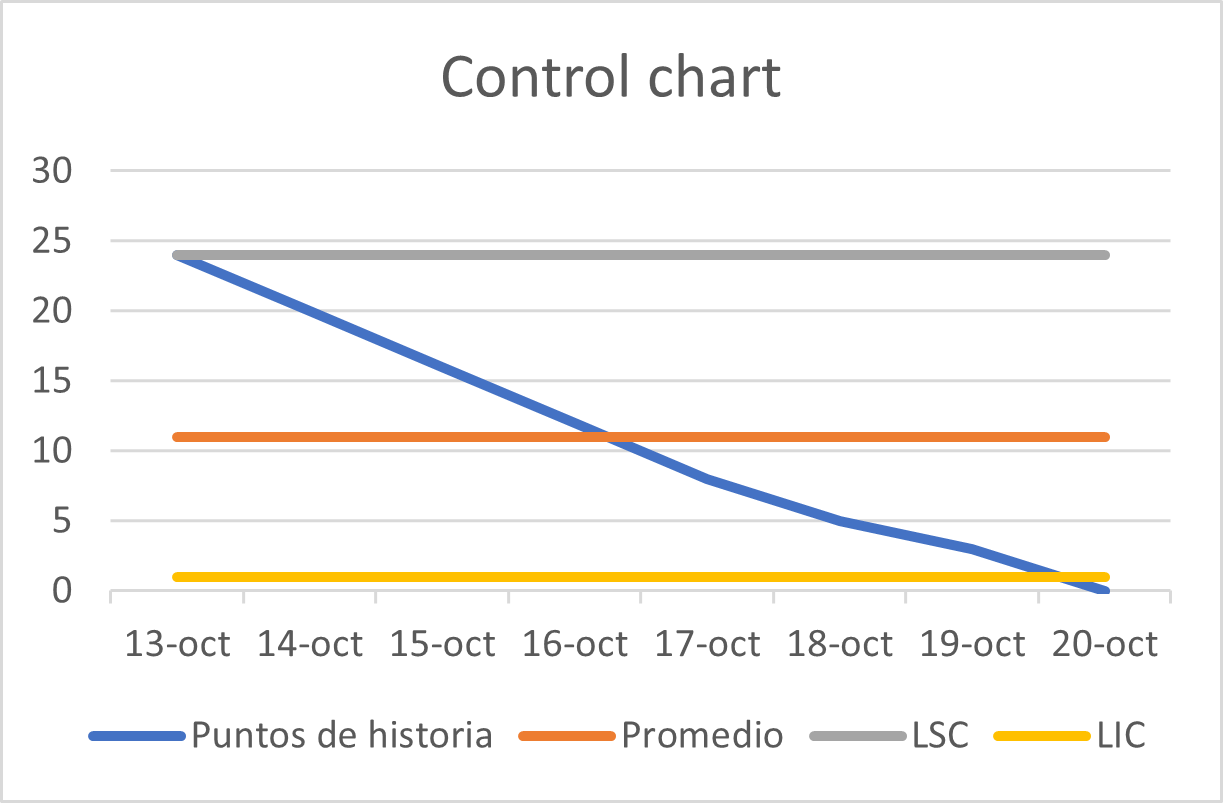 Control chart
30
25
20
15
10
5
0
13-oct 14-oct 15-oct 16-oct 17-oct 18-oct 19-oct 20-oct
Puntos de historia Promedio LSC LIC